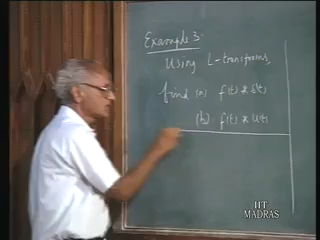 Example 3:
Using L-transforms,
find (a) f(t) * δ(t)
(b) f(t) * u(t)
IIT
MADRAS